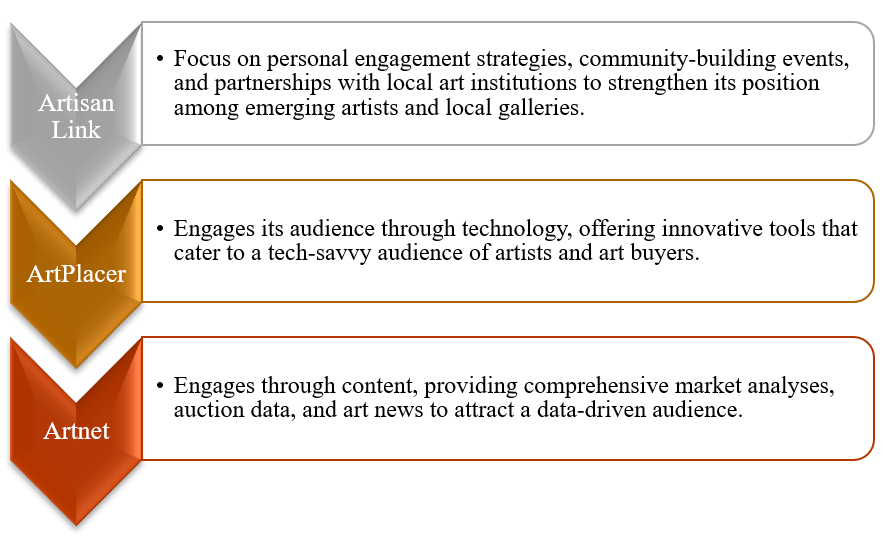 Artisan
Link
• Focus on personal engagement strategies, community-building events,
and partnerships with local art institutions to strengthen its position
among emerging artists and local galleries.
ArtPlacer
• Engages its audience through technology, offering innovative tools that
cater to a tech-savvy audience of artists and art buyers.
Artnet
• Engages through content, providing comprehensive market analyses,
auction data, and art news to attract a data-driven audience.